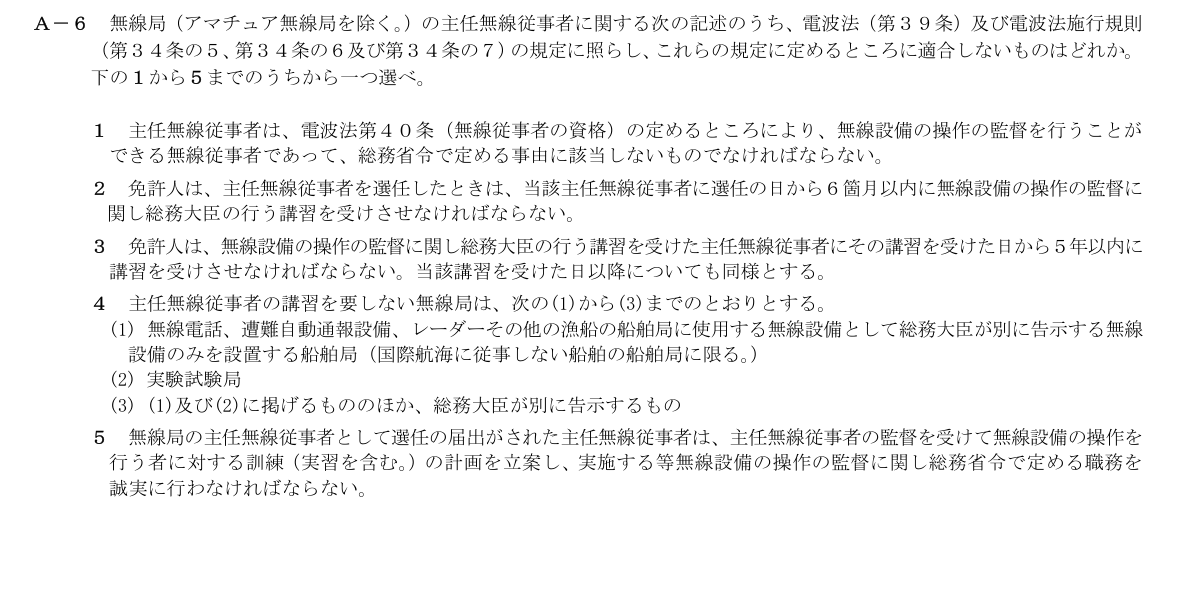 A－6　無線局（アマチュア無線局を除く。）の主任無線従事者に関する次の記述のうち、電波法（第３９条）及び電波法施行規則
（第３４条の５、第３４条の６及び第３４条の７）の規定に照らし、これらの規定に定めるところに適合しないものはどれか。
下の１から５までのうちから一つ選べ。
1　主任無線従事者は、電波法第４０条（無線従事者の資格）の定めるところにより、無線設備の操作の監督を行うことが
できる無線従事者であって、総務省令で定める事由に該当しないものでなければならない。
2　免許人は、主任無線従事者を選任したときは、当該主任無線従事者に選任の日から６箇月以内に無線設備の操作の監督に
関し総務大臣の行う講習を受けさせなければならない。
3　免許人は、無線設備の操作の監督に関し総務大臣の行う講習を受けた主任無線従事者にその講習を受けた日から５年以内に
講習を受けさせなければならない。当該講習を受けた日以降についても同様とする。
4　主任無線従事者の講習を要しない無線局は、次の(1)から(3)までのとおりとする。
(1) 無線電話、遭難自動通報設備、レーダーその他の漁船の船舶局に使用する無線設備として総務大臣が別に告示する無線
設備のみを設置する船舶局（国際航海に従事しない船舶の船舶局に限る。）
(2) 実験試験局
(3) (1)及び(2)に掲げるもののほか、総務大臣が別に告示するもの
5　無線局の主任無線従事者として選任の届出がされた主任無線従事者は、主任無線従事者の監督を受けて無線設備の操作を
行う者に対する訓練（実習を含む。）の計画を立案し、実施する等無線設備の操作の監督に関し総務省令で定める職務を
誠実に行わなければならない。